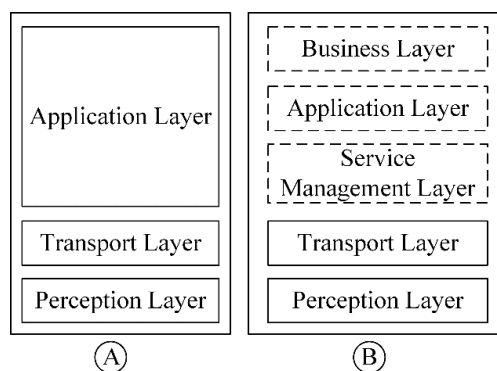 Application Layer
Transport Layer
Perception Layer
A
Business Layer
Application Layer
Service
Management Layer
Transport Layer
Perception Layer
B